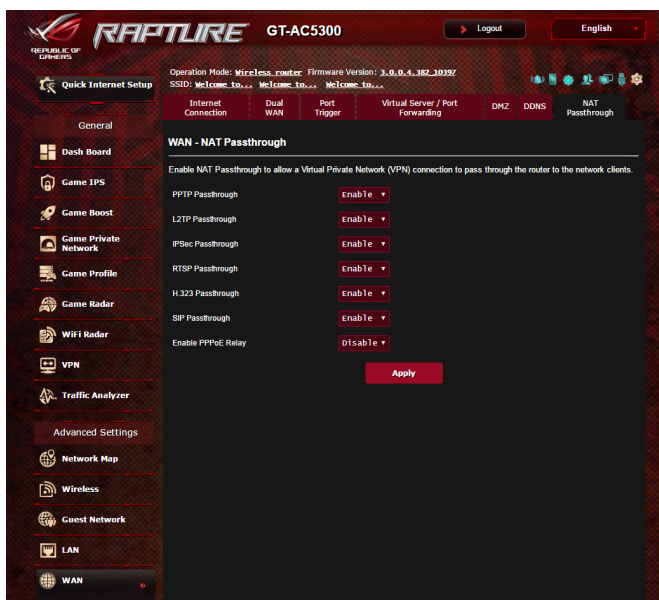 REPUBLIC OF
GAMERS
RAPTURE
GT-AC5300
Logout
English
Quick Internet Setup
General
Dash Board
Game IPS
Game Boost
Game Private
Network
Game Profile
Game Radar
WiFi Radar
VPN
Traffic Analyzer
Advanced Settings
Network Map
Wireless
Guest Network
LAN
WAN
Operation Mode: Wireless router Firmware Version: 3.0.0.4.382_10397
SSID: Welcome to... Welcome to... Welcome to...
Internet
Connection
Dual
WAN
Port
Trigger
Virtual Server / Port
Forwarding
DMZ
DDNS
NAT
Passthrough
WAN - NAT Passthrough
Enable NAT Passthrough to allow a Virtual Private Network (VPN) connection to pass through the router to the network clients.
PPTP Passthrough Enable
L2TP Passthrough Enable
IPSec Passthrough Enable
RTSP Passthrough Enable
H.323 Passthrough Enable
SIP Passthrough Enable
Enable PPPoE Relay Disable
Apply